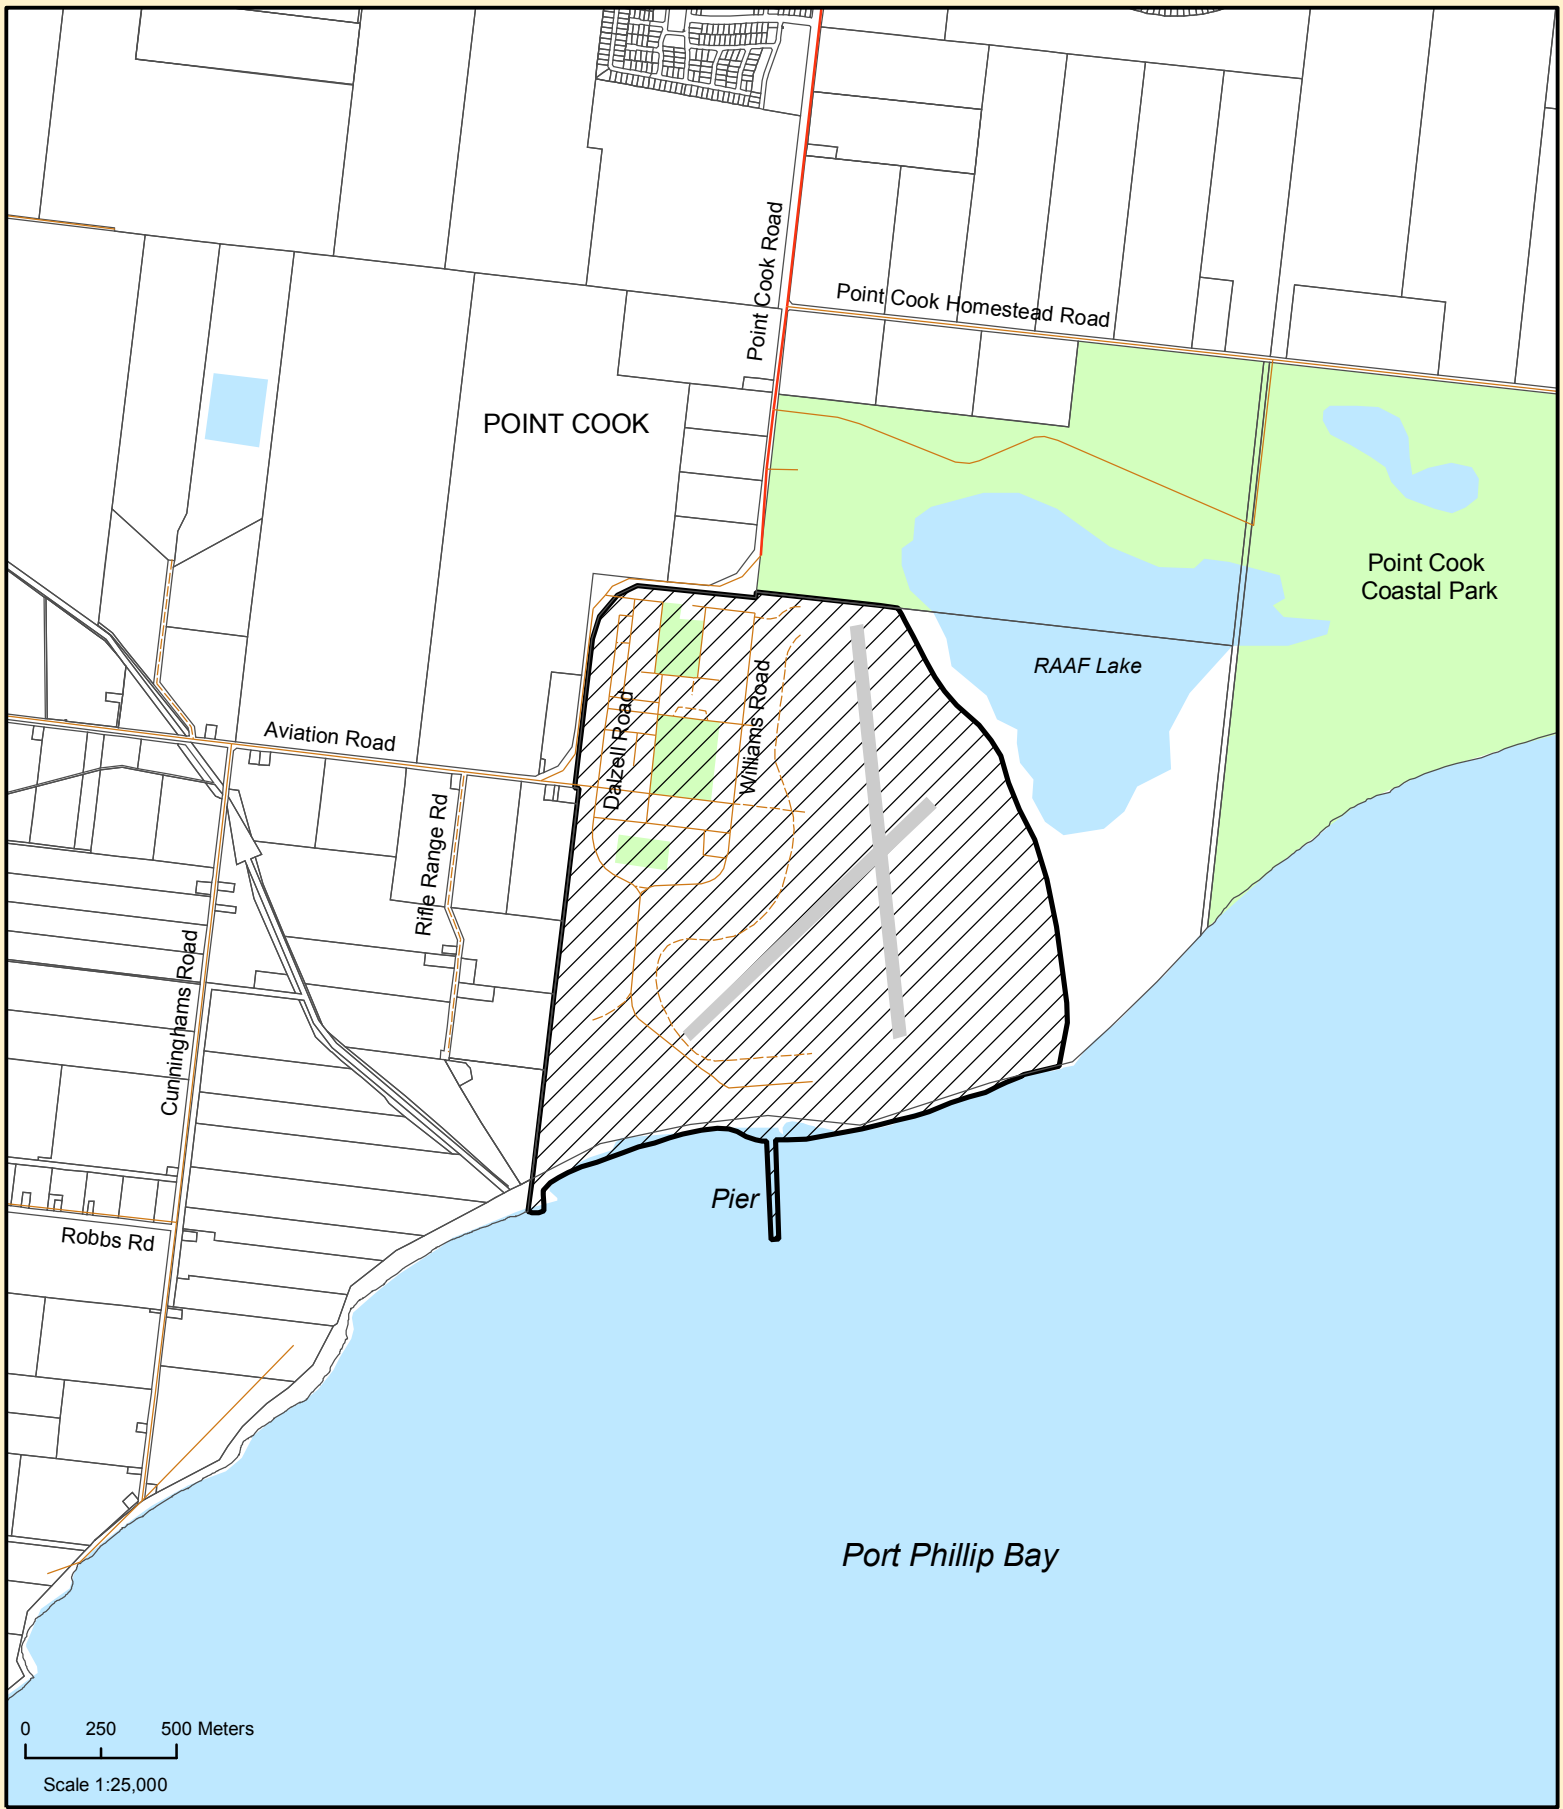 Point Cook Road
Point Cook Homestead Road
POINT COOK
Point Cook
Coastal Park
RAAF Lake
Aviation Road
Dalzell Road
Williams Road
Rifle Range Rd
Cunninghams Road
Pier
Robbs Rd
Port Phillip Bay
0 250 500 Meters
Scale 1:25,000